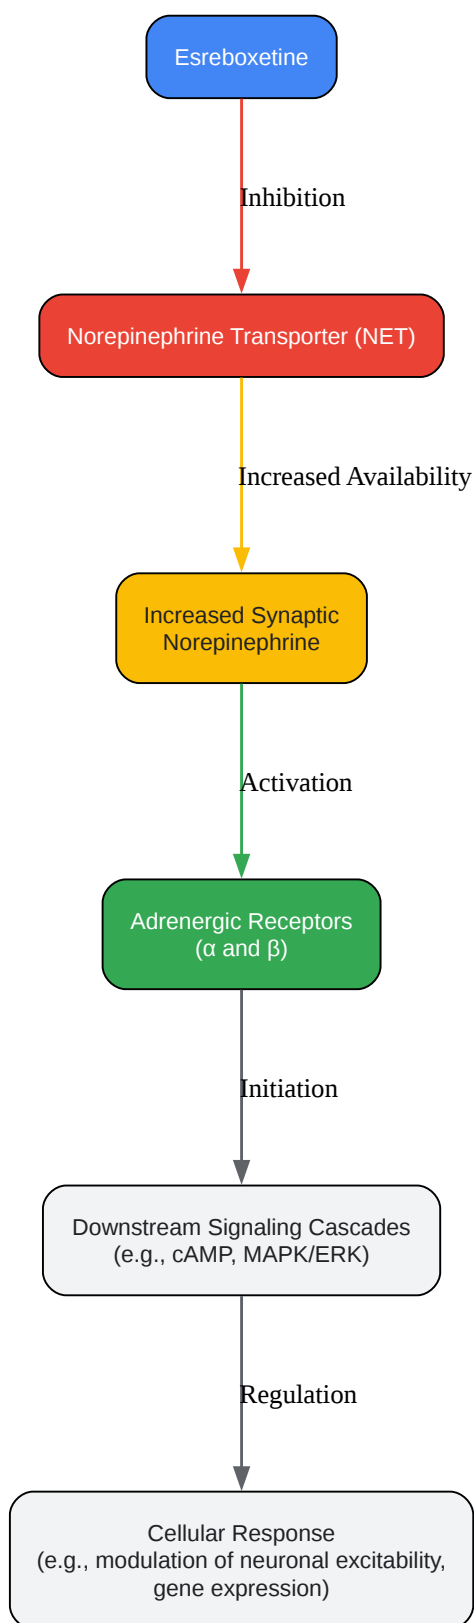 Esreboxetine
Inhibition
Norepinephrine Transporter (NET)
Increased Availability
Increased Synaptic
Norepinephrine
Activation
Adrenergic Receptors
(α and β)
Initiation
Downstream Signaling Cascades
(e.g., cAMP, MAPK/ERK)
Regulation
Cellular Response
(e.g., modulation of neuronal excitability,
gene expression)